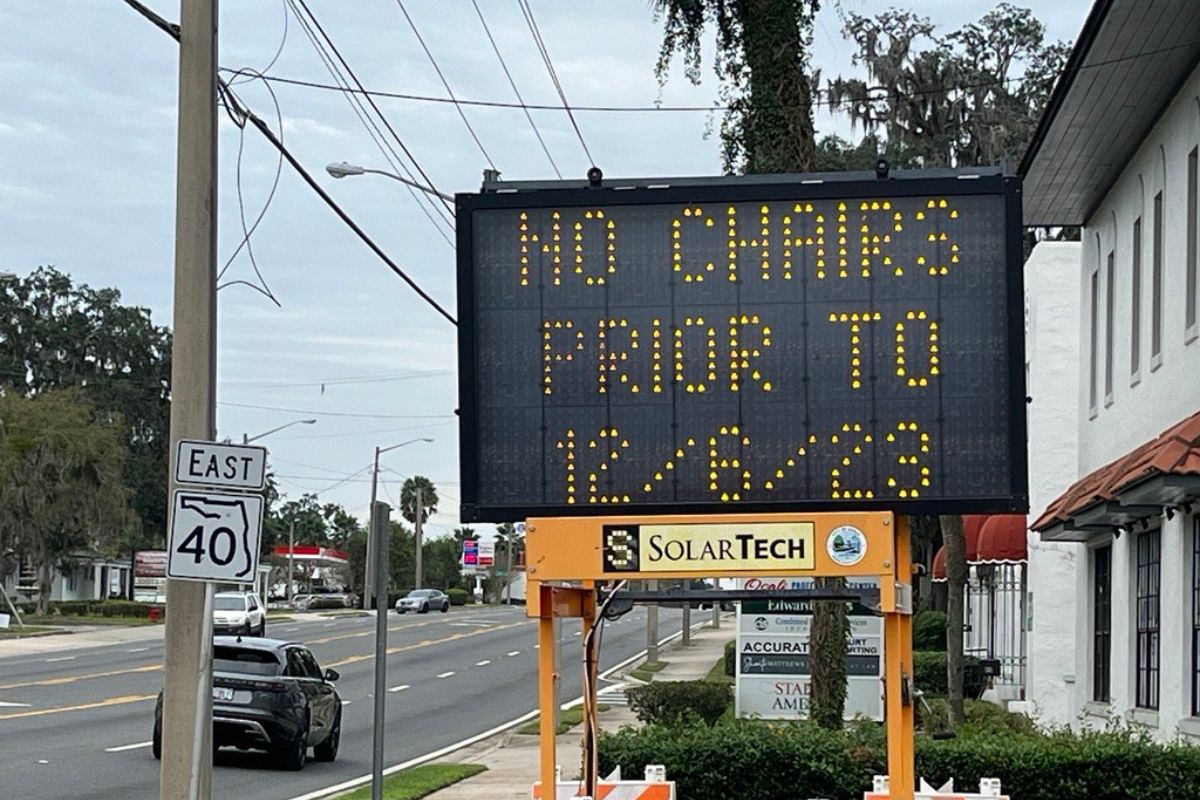 NO CHAIRS
PRIOR TO
12/6/23
EAST
40
S SOLARTECH
ACCURAT